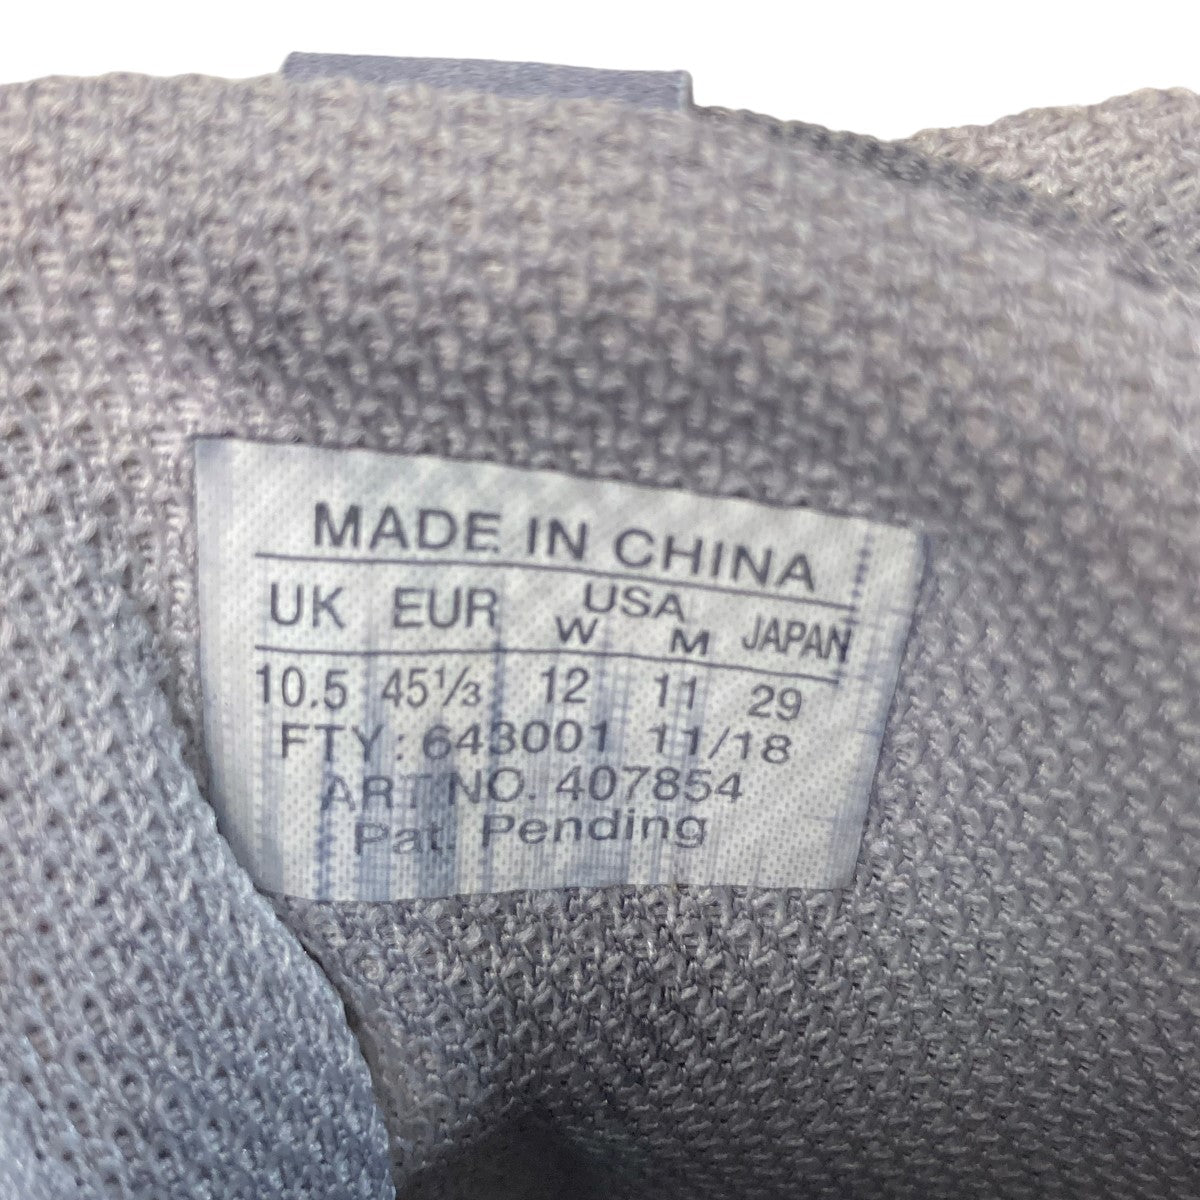 MADE IN CHINA
UK EUR USA W M JAPAN
10.5 45⅓ 12 11 29
FTY: 643001 11/18
ART NO. 407854
Pat. Pending